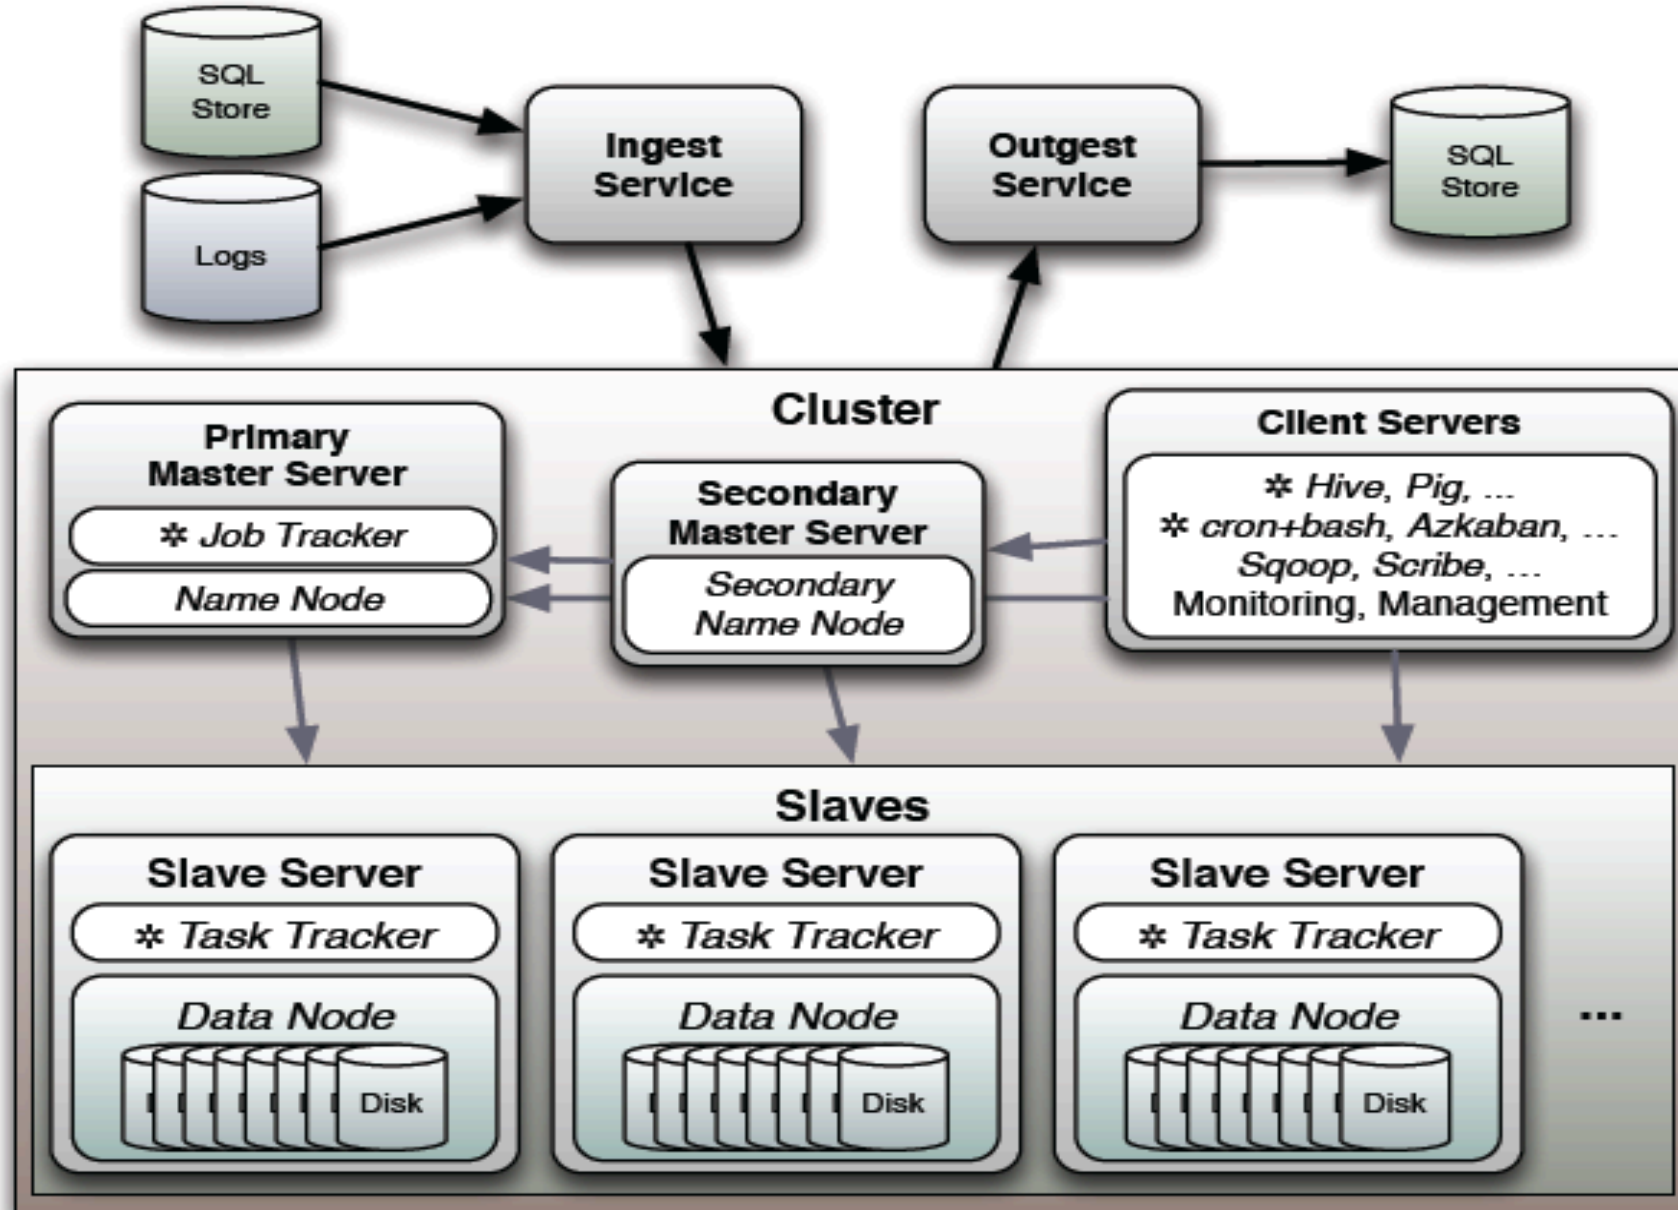 SQL
Store
Logs
Ingest
Service
Outgest
Service
SQL
Store
Cluster
Primary
Master Server
✲ Job Tracker
Name Node
Secondary
Master Server
Secondary
Name Node
Client Servers
✲ Hive, Pig, ...
✲ cron+bash, Azkaban, ...
Sqoop, Scribe, ...
Monitoring, Management
Slaves
Slave Server
✲ Task Tracker
Data Node
Disk
Slave Server
✲ Task Tracker
Data Node
Disk
Slave Server
✲ Task Tracker
Data Node
Disk
...